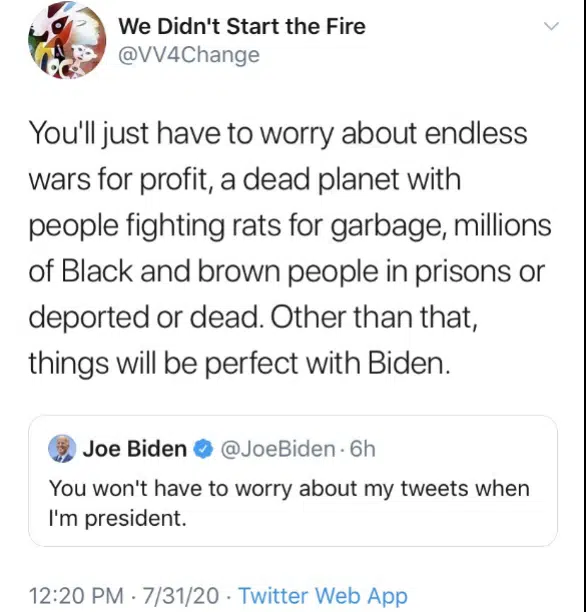 We Didn't Start the Fire
@VV4Change
You'll just have to worry about endless
wars for profit, a dead planet with
people fighting rats for garbage, millions
of Black and brown people in prisons or
deported or dead. Other than that,
things will be perfect with Biden.
Joe Biden @JoeBiden · 6h
You won't have to worry about my tweets when
I'm president.
12:20 PM · 7/31/20 · Twitter Web App